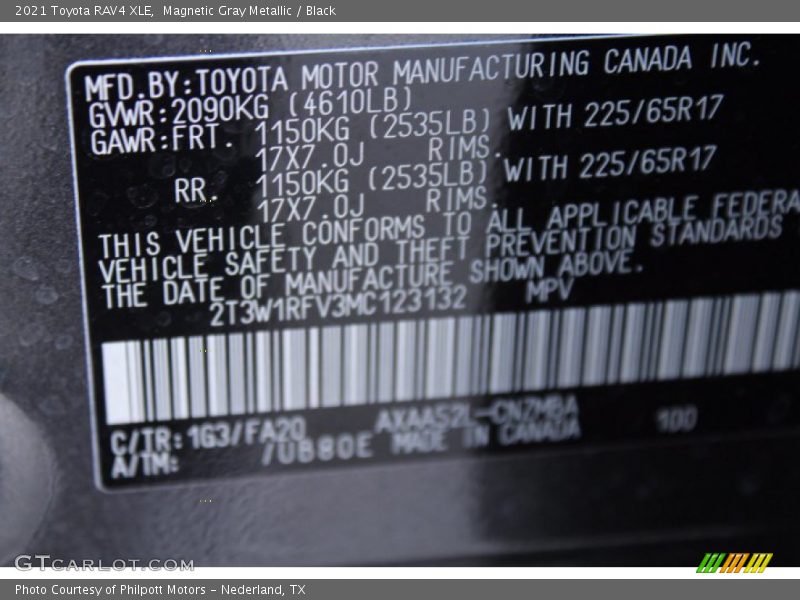 2021 Toyota RAV4 XLE,  Magnetic Gray Metallic / Black
MFD.BY:TOYOTA MOTOR MANUFACTURING CANADA INC.
GVWR:2090KG (4610LB)
GAWR:FRT. 1150KG (2535LB) WITH 225/65R17
17X7.0J RIMS.
RR. 1150KG (2535LB) WITH 225/65R17
17X7.0J RIMS.
THIS VEHICLE CONFORMS TO ALL APPLICABLE FEDERA
VEHICLE SAFETY AND THEFT PREVENTION STANDARDS
THE DATE OF MANUFACTURE SHOWN ABOVE.
2T3W1RFV3MC123132 MPV
C/TR:1G3/FA20 AXAA52L-CNZMBA 100
A/TM: /UB80E MADE IN CANADA
GTCARLOT.COM
Photo Courtesy of Philpott Motors - Nederland, TX